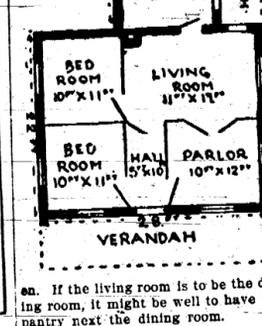 BED
ROOM
10'x11'
LIVING
ROOM
BED
ROOM
10'x11'
HALL
5'x10'
PARLOR
10'x12'
28'
VERANDAH
en. If the living room is to be the d
ing room, it might be well to have
pantry next the dining room.